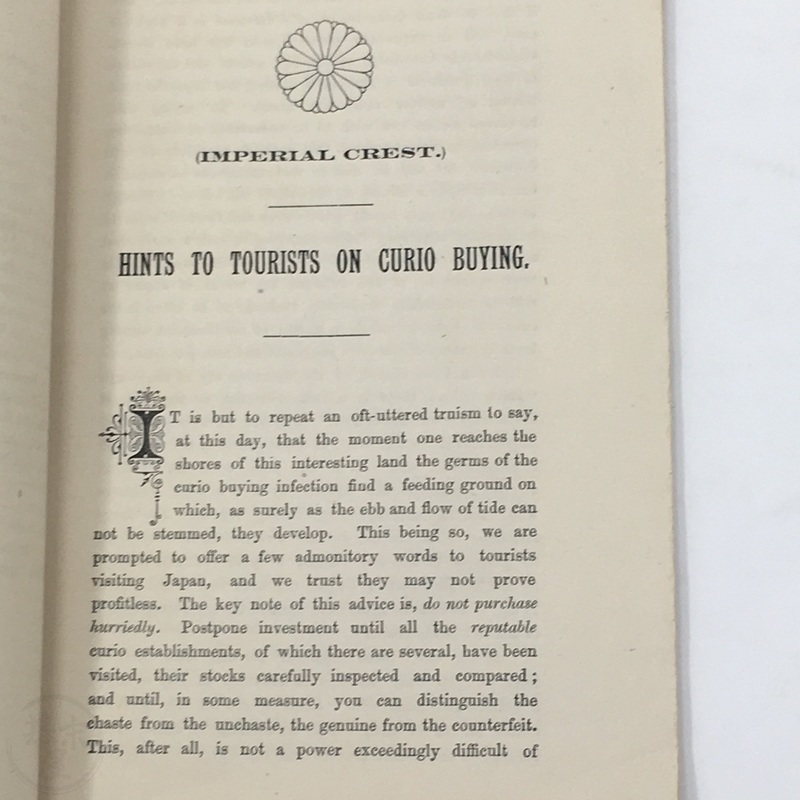 (IMPERIAL CREST.)
HINTS TO TOURISTS ON CURIO BUYING.
IT is but to repeat an oft-uttered truism to say,
at this day, that the moment one reaches the
shores of this interesting land the germs of the
curio buying infection find a feeding ground on
which, as surely as the ebb and flow of tide can
not be stemmed, they develop. This being so, we are
prompted to offer a few admonitory words to tourists
visiting Japan, and we trust they may not prove
profitless. The key note of this advice is, do not purchase
hurriedly. Postpone investment until all the reputable
curio establishments, of which there are several, have been
visited, their stocks carefully inspected and compared;
and until, in some measure, you can distinguish the
chaste from the unchaste, the genuine from the counterfeit.
This, after all, is not a power exceedingly difficult of